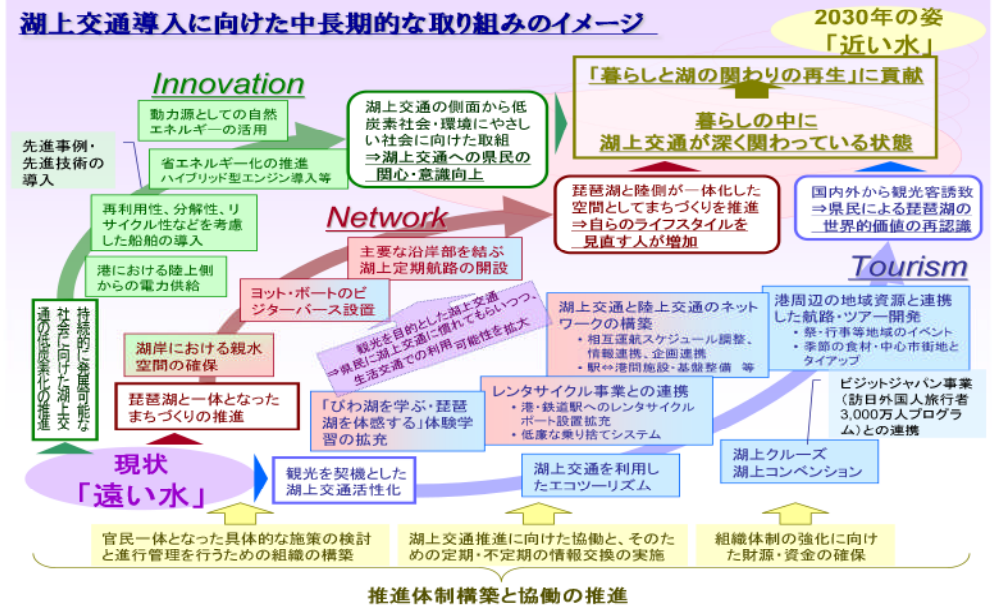 湖上交通導入に向けた中長期的な取り組みのイメージ
2030年の姿
「近い水」
「暮らしと湖の関わりの再生」に貢献
暮らしの中に
湖上交通が深く関わっている状態
Innovation
動力源としての自然
エネルギーの活用
先進事例・
先進技術の
導入
省エネルギー化の推進
ハイブリッド型エンジン導入等
再利用性、分解性、リ
サイクル性などを考慮
した船舶の導入
港における陸上側
からの電力供給
持続的に発展可能な
社会に向けた湖上交
通の低炭素化の推進
湖上交通の側面から低
炭素社会・環境にやさし
い社会に向けた取組
⇒湖上交通への県民の
関心・意識向上
Network
主要な沿岸部を結ぶ
湖上定期航路の開設
ヨット・ボートのビ
ジターバース設置
湖岸における親水
空間の確保
琵琶湖と一体となった
まちづくりの推進
琵琶湖と陸側が一体化した
空間としてまちづくりを推進
⇒自らのライフスタイルを
見直す人が増加
国内外から観光客誘致
⇒県民による琵琶湖の
世界的価値の再認識
Tourism
観光を目的とした湖上交通
⇒県民に湖上交通に慣れてもらいつつ、
生活交通での利用可能性を拡大
湖上交通と陸上交通のネット
ワークの構築
・相互運航スケジュール調整、
情報連携、企画連携
・駅⇔港間施設・基盤整備 等
港周辺の地域資源と連携
した航路・ツアー開発
・祭・行事等地域のイベント
・季節の食材・中心市街地と
タイアップ
「びわ湖を学ぶ・琵琶
湖を体感する」体験学
習の拡充
レンタサイクル事業との連携
・港・鉄道駅へのレンタサイクル
ポート設置拡充
・低廉な乗り捨てシステム
ビジットジャパン事業
（訪日外国人旅行者
3,000万人プログラ
ム）との連携
現状
「遠い水」
観光を契機とした
湖上交通活性化
湖上交通を利用し
たエコツーリズム
湖上クルーズ
湖上コンベンション
官民一体となった具体的な施策の検討
と進行管理を行うための組織の構築
湖上交通推進に向けた協働と、そのた
めの定期・不定期の情報交換の実施
組織体制の強化に向け
た財源・資金の確保
推進体制構築と協働の推進